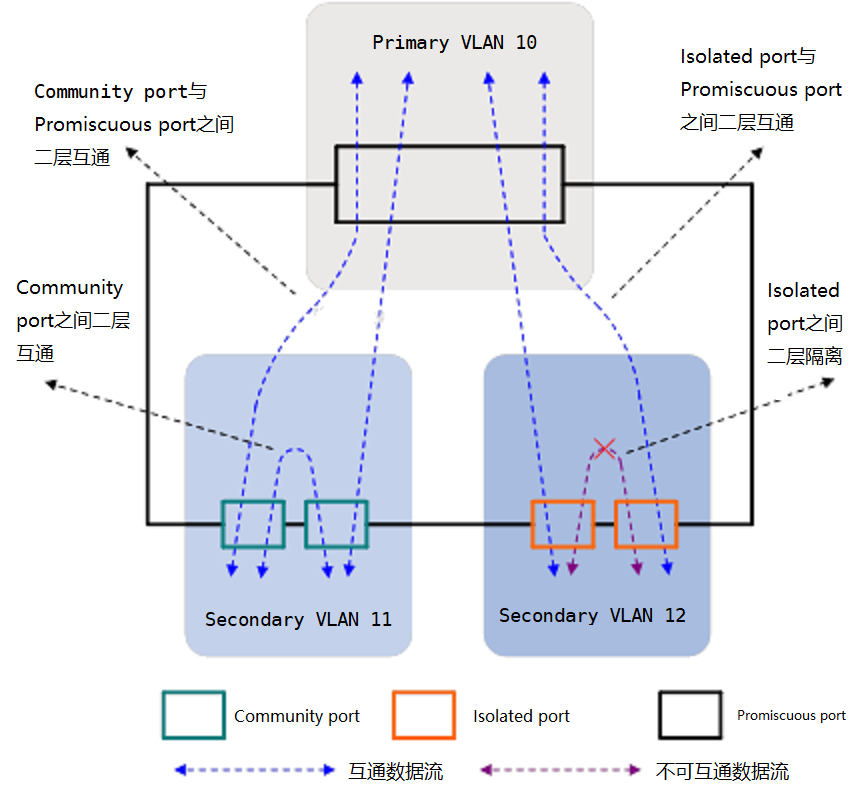 Primary VLAN 10
Community port与
Promiscuous port之间
二层互通
Isolated port与
Promiscuous port
之间二层互通
Community
port之间二层
互通
Isolated
port之间
二层隔离
Secondary VLAN 11
Secondary VLAN 12
Community port
Isolated port
Promiscuous port
互通数据流
不可互通数据流